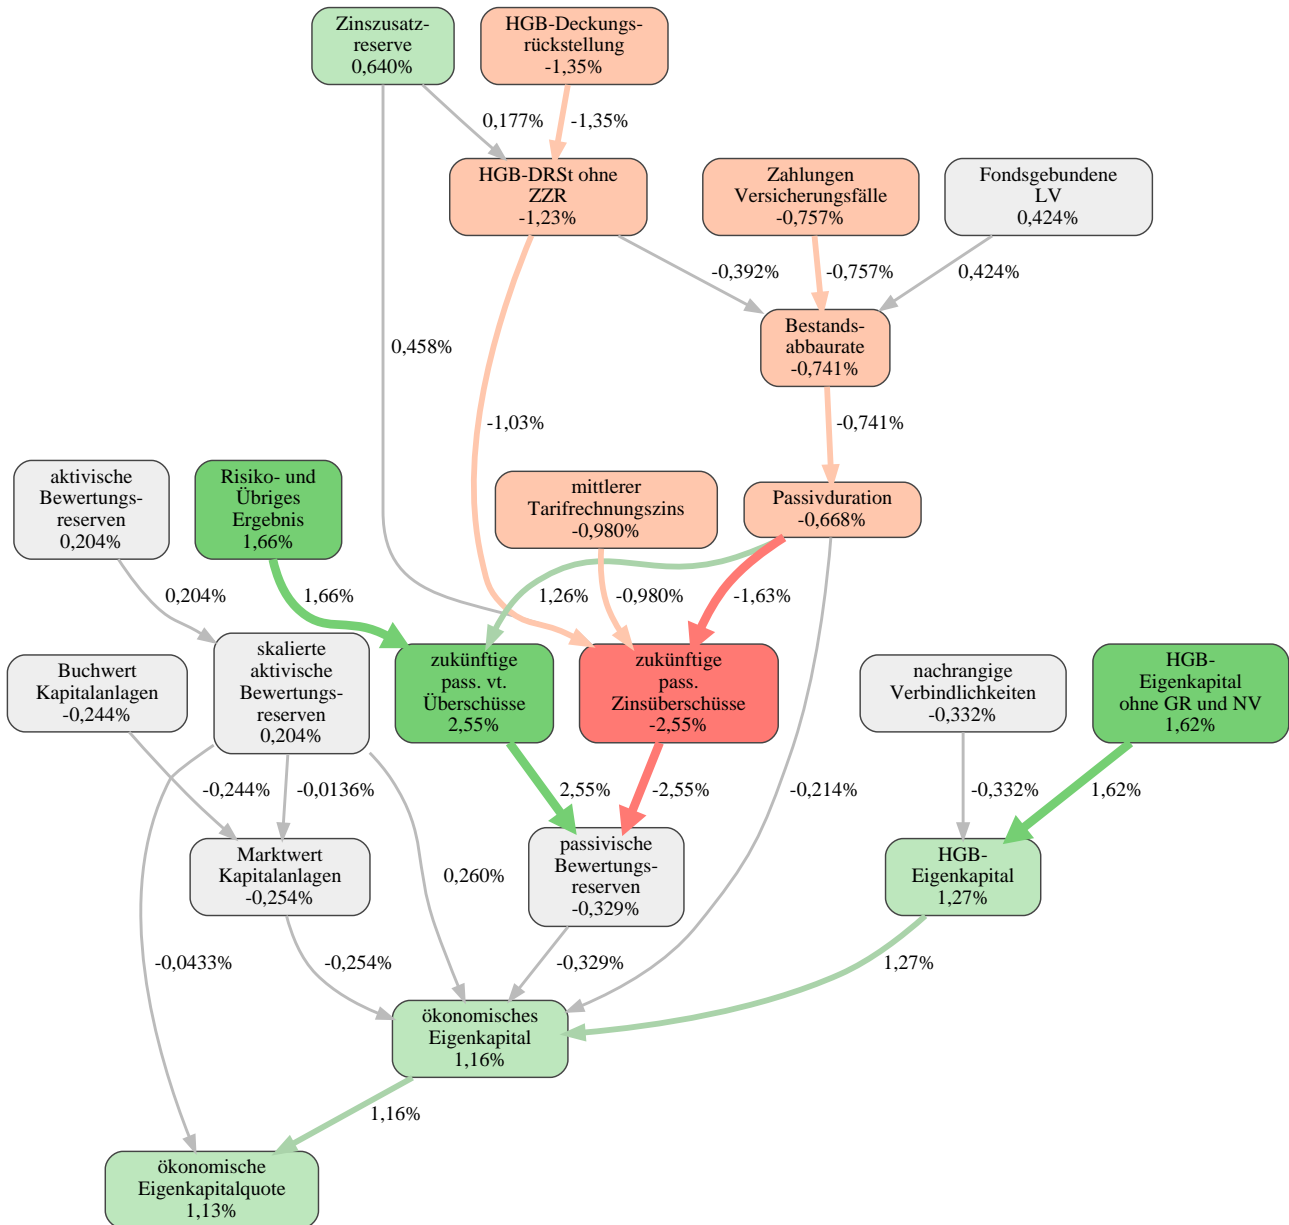 Zinszusatz-
reserve
0,640%
HGB-Deckungs-
rückstellung
-1,35%
0,177%
-1,35%
HGB-DRSt ohne
ZZR
-1,23%
Zahlungen
Versicherungsfälle
-0,757%
Fondsgebundene
LV
0,424%
-0,392%
-0,757%
0,424%
Bestands-
abbaurate
-0,741%
0,458%
-1,03%
-0,741%
aktivische
Bewertungs-
reserven
0,204%
Risiko- und
Übriges
Ergebnis
1,66%
mittlerer
Tarifrechnungszins
-0,980%
Passivduration
-0,668%
0,204%
1,66%
1,26%
-0,980%
-1,63%
Buchwert
Kapitalanlagen
-0,244%
skalierte
aktivische
Bewertungs-
reserven
0,204%
zukünftige
pass. vt.
Überschüsse
2,55%
zukünftige
pass.
Zinsüberschüsse
-2,55%
nachrangige
Verbindlichkeiten
-0,332%
HGB-
Eigenkapital
ohne GR und NV
1,62%
-0,244%
-0,0136%
2,55%
-2,55%
-0,214%
-0,332%
1,62%
Marktwert
Kapitalanlagen
-0,254%
0,260%
passivische
Bewertungs-
reserven
-0,329%
HGB-
Eigenkapital
1,27%
-0,0433%
-0,254%
-0,329%
1,27%
ökonomisches
Eigenkapital
1,16%
1,16%
ökonomische
Eigenkapitalquote
1,13%